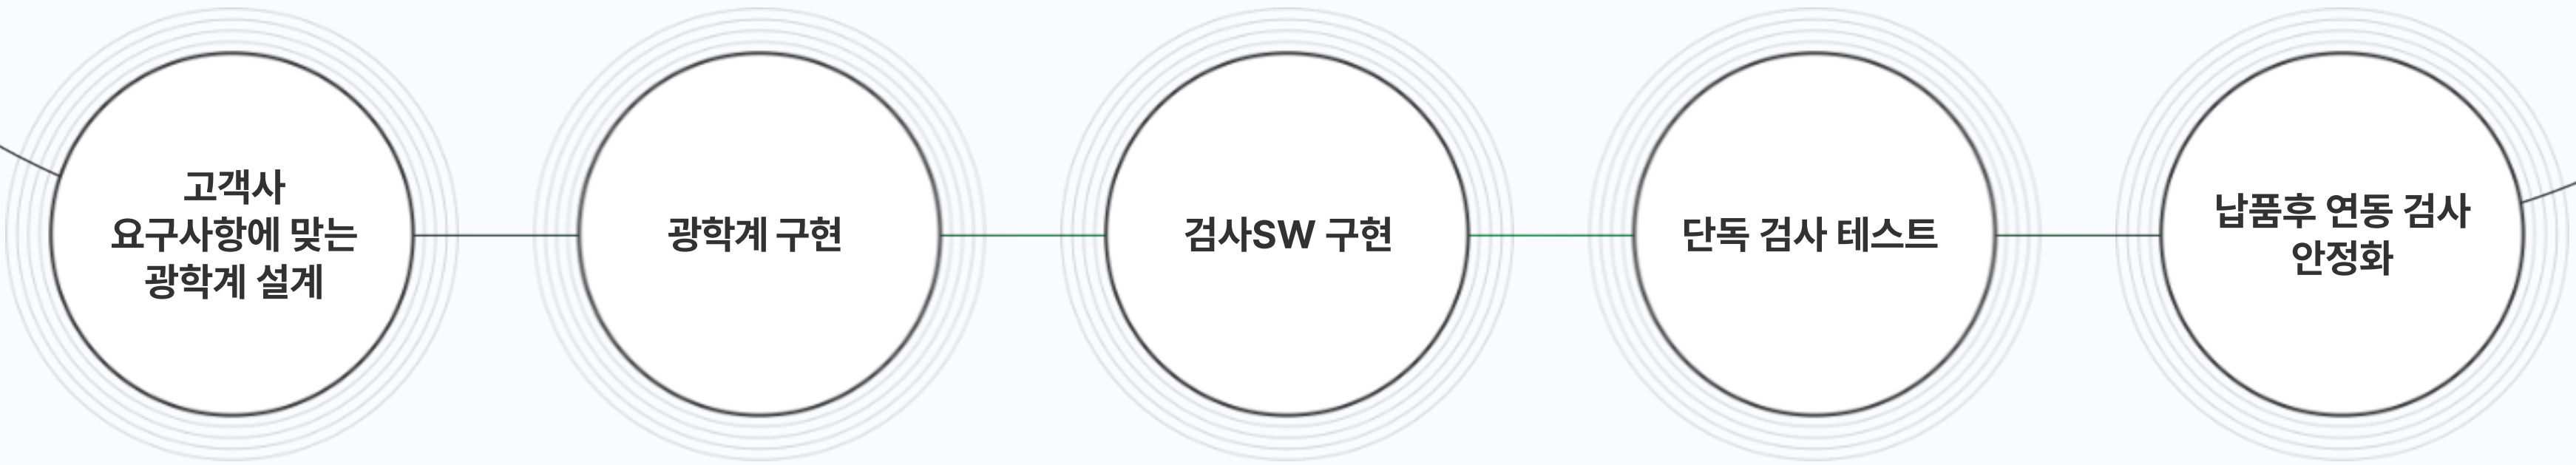 고객사
요구사항에 맞는
광학계 설계
광학계 구현
검사SW 구현
단독 검사 테스트
납품후 연동 검사
안정화